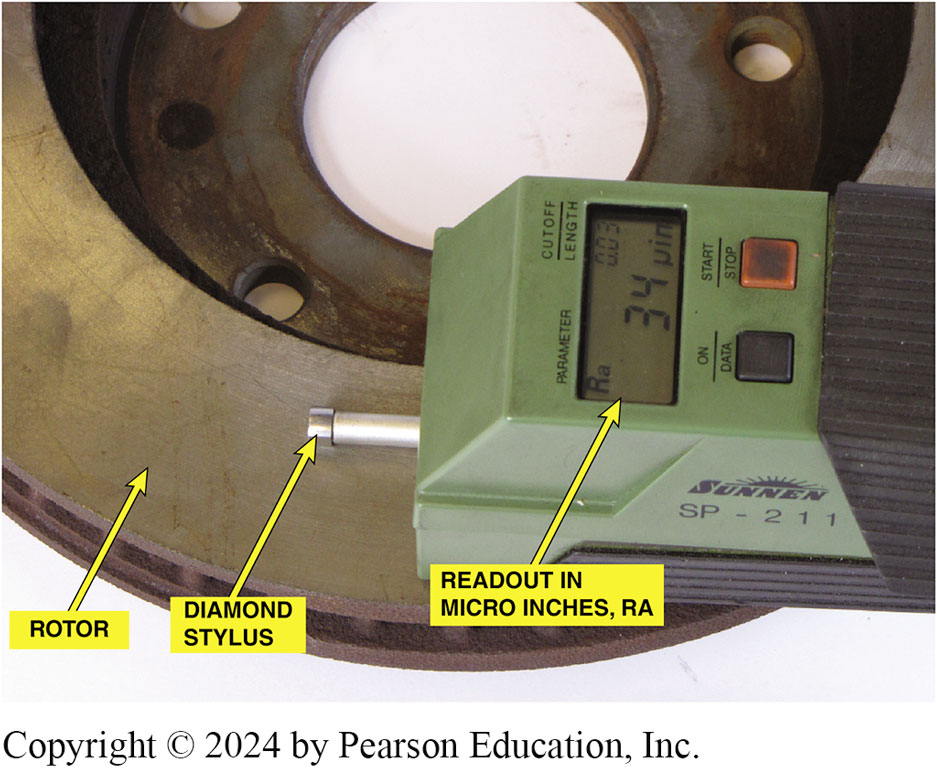 CUTOFF
LENGTH
PARAMETER
0.03
34 µin
Ra
START
STOP
ON
DATA
SUNNEN
SP - 211
ROTOR
DIAMOND
STYLUS
READOUT IN
MICRO INCHES, RA
Copyright © 2024 by Pearson Education, Inc.